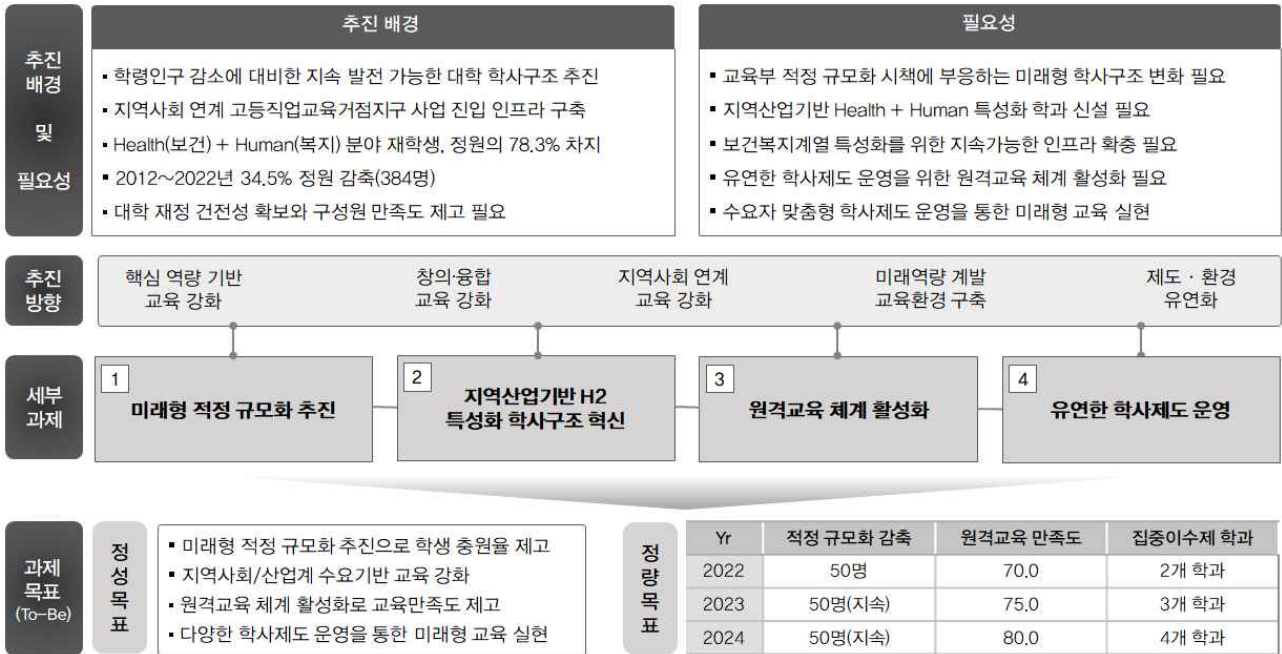 추진
배경
및
필요성
추진 배경
▪ 학령인구 감소에 대비한 지속 발전 가능한 대학 학사구조 추진
▪ 지역사회 연계 고등직업교육거점지구 사업 진입 인프라 구축
▪ Health(보건) + Human(복지) 분야 재학생, 정원의 78.3% 차지
▪ 2012~2022년 34.5% 정원 감축(384명)
▪ 대학 재정 건전성 확보와 구성원 만족도 제고 필요
필요성
▪ 교육부 적정 규모화 시책에 부응하는 미래형 학사구조 변화 필요
▪ 지역산업기반 Health + Human 특성화 학과 신설 필요
▪ 보건복지계열 특성화를 위한 지속가능한 인프라 확충 필요
▪ 유연한 학사제도 운영을 위한 원격교육 체계 활성화 필요
▪ 수요자 맞춤형 학사제도 운영을 통한 미래형 교육 실현
추진
방향
핵심 역량 기반
교육 강화
창의·융합
교육 강화
지역사회 연계
교육 강화
미래역량 계발
교육환경 구축
제도 · 환경
유연화
세부
과제
1
미래형 적정 규모화 추진
2
지역산업기반 H2
특성화 학사구조 혁신
3
원격교육 체계 활성화
4
유연한 학사제도 운영
과제
목표
(To-Be)
정성목표
▪ 미래형 적정 규모화 추진으로 학생 충원율 제고
▪ 지역사회/산업계 수요기반 교육 강화
▪ 원격교육 체계 활성화로 교육만족도 제고
▪ 다양한 학사제도 운영을 통한 미래형 교육 실현
정량목표
Yr 적정 규모화 감축 원격교육 만족도 집중이수제 학과
2022 50명 70.0 2개 학과
2023 50명(지속) 75.0 3개 학과
2024 50명(지속) 80.0 4개 학과